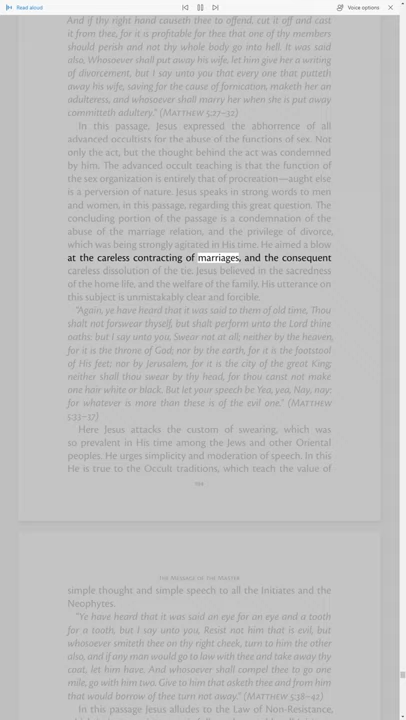 Read aloud
Voice options
And if thy right hand causeth thee to offend, cut it off and cast
it from thee, for it is profitable for thee that one of thy members
should perish and not thy whole body go into hell. It was said
also, Whosoever shall put away his wife, let him give her a writing
of divorcement, but I say unto you that every one that putteth
away his wife, saving for the cause of fornication, maketh her an
adulteress, and whosoever shall marry her when she is put away
committeth adultery." (MATTHEW 5:27–32)
In this passage, Jesus expressed the abhorrence of all
advanced occultists for the abuse of the functions of sex. Not
only the act, but the thought behind the act was condemned
by him. The advanced occult teaching is that the function of
the sex organization is entirely that of procreation—aught else
is a perversion of nature. Jesus speaks in strong words to men
and women, in this passage, regarding this great question. The
concluding portion of the passage is a condemnation of the
abuse of the marriage relation, and the privilege of divorce,
which was being strongly agitated in His time. He aimed a blow
at the careless contracting of marriages, and the consequent
careless dissolution of the tie. Jesus believed in the sacredness
of the home life, and the welfare of the family. His utterance on
this subject is unmistakably clear and forcible.
"Again, ye have heard that it was said to them of old time, Thou
shalt not forswear thyself, but shalt perform unto the Lord thine
oaths: but I say unto you, Swear not at all; neither by the heaven,
for it is the throne of God; nor by the earth, for it is the footstool
of His feet; nor by Jerusalem, for it is the city of the great King;
neither shall thou swear by thy head, for thou canst not make
one hair white or black. But let your speech be Yea, yea, Nay, nay:
for whatever is more than these is of the evil one." (MATTHEW
5:33–37)
Here Jesus attacks the custom of swearing, which was
so prevalent in His time among the Jews and other Oriental
peoples. He urges simplicity and moderation of speech. In this
He is true to the Occult traditions, which teach the value of
194
THE MESSAGE OF THE MASTER
simple thought and simple speech to all the Initiates and the
Neophytes.
"Ye have heard that it was said an eye for an eye and a tooth
for a tooth, but I say unto you, Resist not him that is evil, but
whosoever smiteth thee on thy right cheek, turn to him the other
also, and if any man would go to law with thee and take away thy
coat, let him have. And whosoever shall compel thee to go one
mile, go with him two. Give to him that asketh thee and from him
that would borrow of thee turn not away." (MATTHEW 5:38–42)
In this passage Jesus alludes to the Law of Non-Resistance,